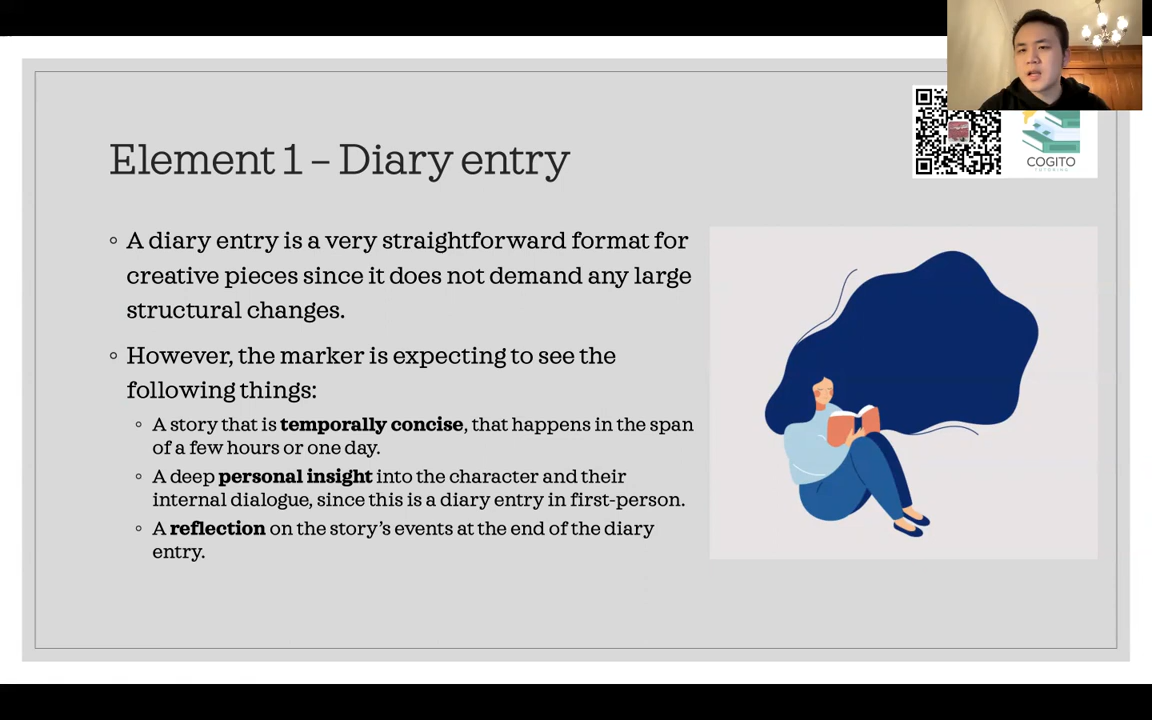 Element 1 – Diary entry
COGITO
TUTORING
◦ A diary entry is a very straightforward format for
creative pieces since it does not demand any large
structural changes.
◦ However, the marker is expecting to see the
following things:
◦ A story that is temporally concise, that happens in the span
of a few hours or one day.
◦ A deep personal insight into the character and their
internal dialogue, since this is a diary entry in first-person.
◦ A reflection on the story's events at the end of the diary
entry.